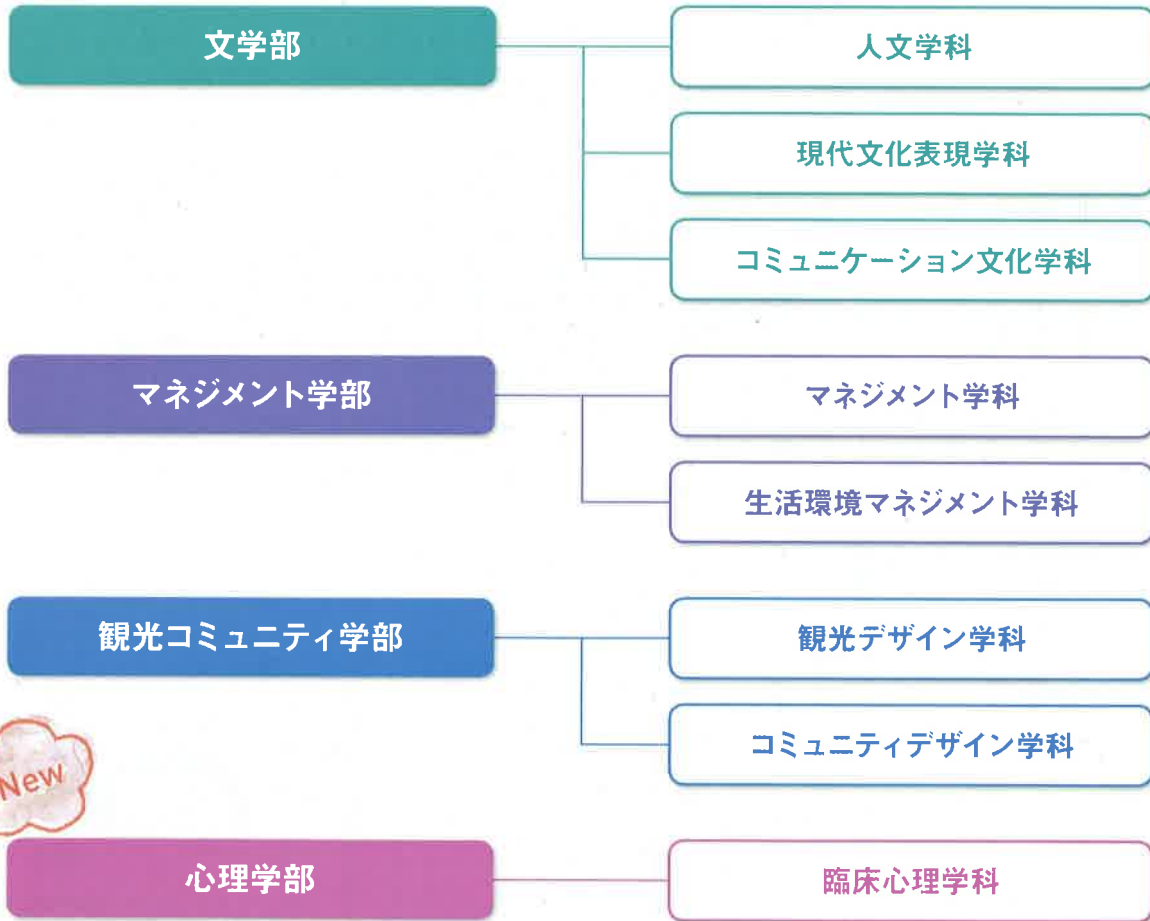 文学部
人文学科
現代文化表現学科
コミュニケーション文化学科
マネジメント学部
マネジメント学科
生活環境マネジメント学科
観光コミュニティ学部
観光デザイン学科
コミュニティデザイン学科
New
心理学部
臨床心理学科